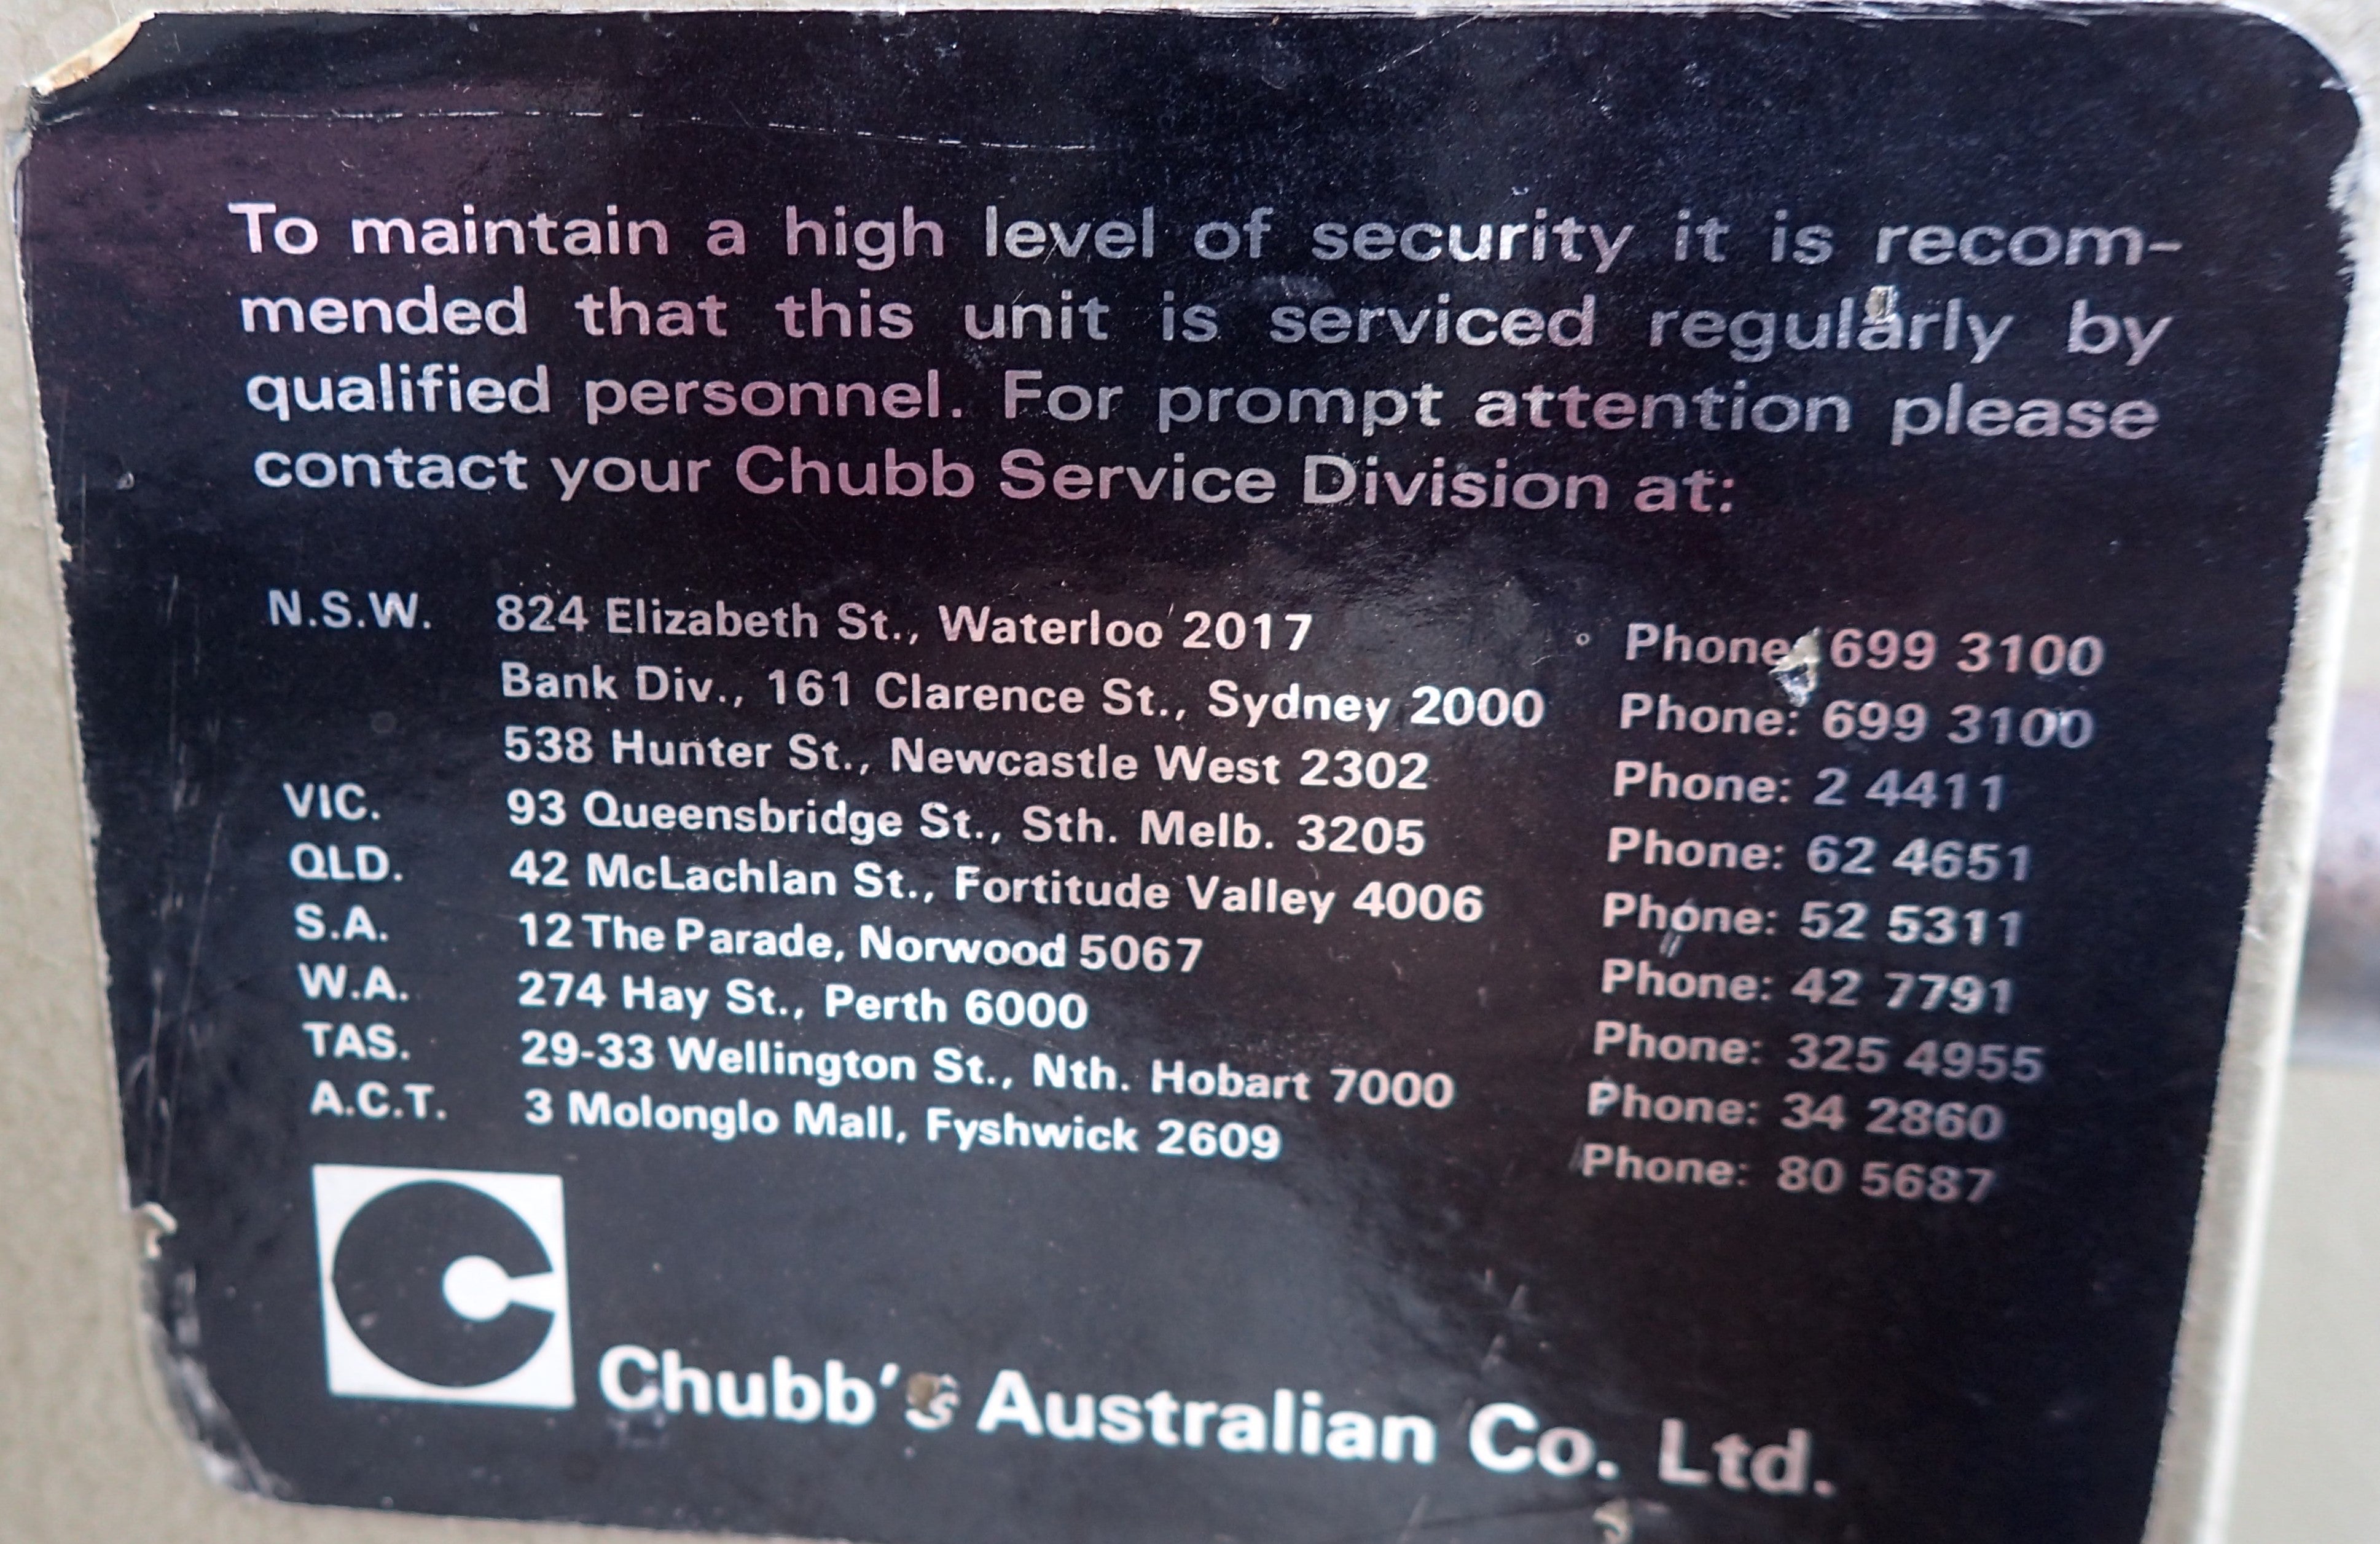 To maintain a high level of security it is recom-
mended that this unit is serviced regularly by
qualified personnel. For prompt attention please
contact your Chubb Service Division at:
N.S.W. 824 Elizabeth St., Waterloo 2017 Phone: 699 3100
Bank Div., 161 Clarence St., Sydney 2000 Phone: 699 3100
538 Hunter St., Newcastle West 2302 Phone: 2 4411
VIC. 93 Queensbridge St., Sth. Melb. 3205 Phone: 62 4651
QLD. 42 McLachlan St., Fortitude Valley 4006 Phone: 52 5311
S.A. 12 The Parade, Norwood 5067 Phone: 42 7791
W.A. 274 Hay St., Perth 6000 Phone: 325 4955
TAS. 29-33 Wellington St., Nth. Hobart 7000 Phone: 34 2860
A.C.T. 3 Molonglo Mall, Fyshwick 2609 Phone: 80 5687
Chubb's Australian Co. Ltd.